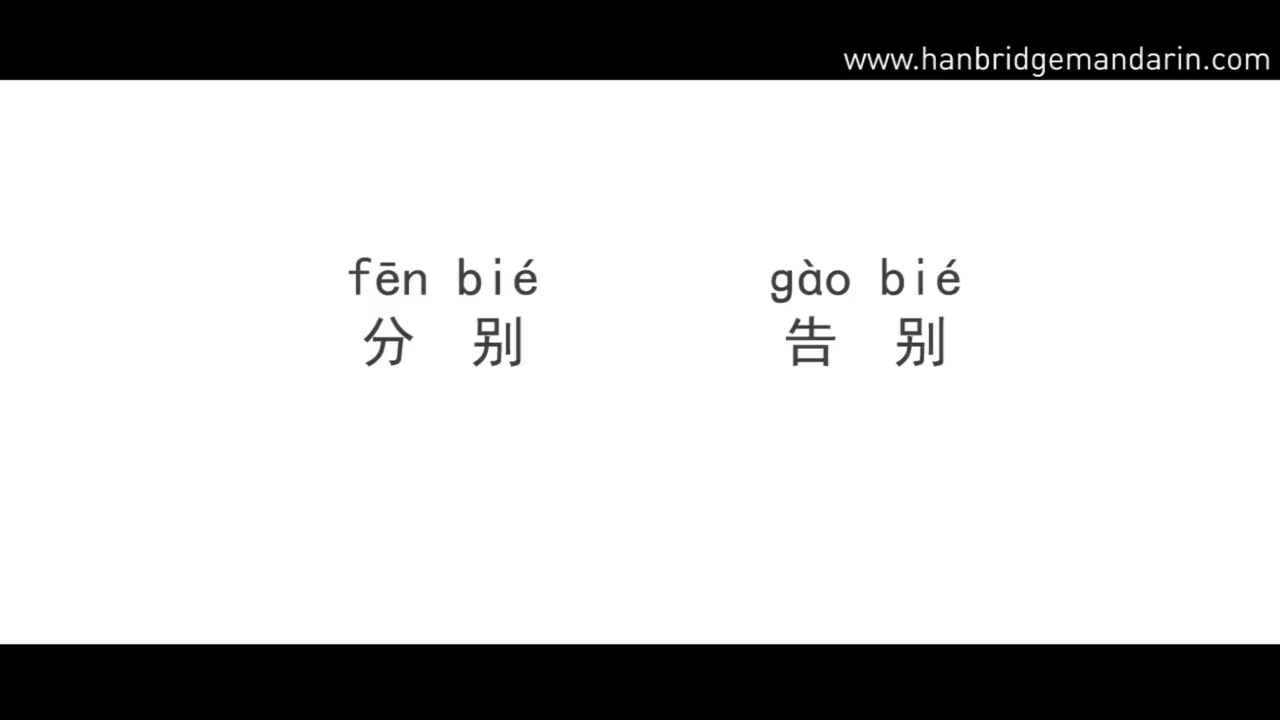 www.hanbridgemandarin.com
fēn bié gào bié
分 别 告 别